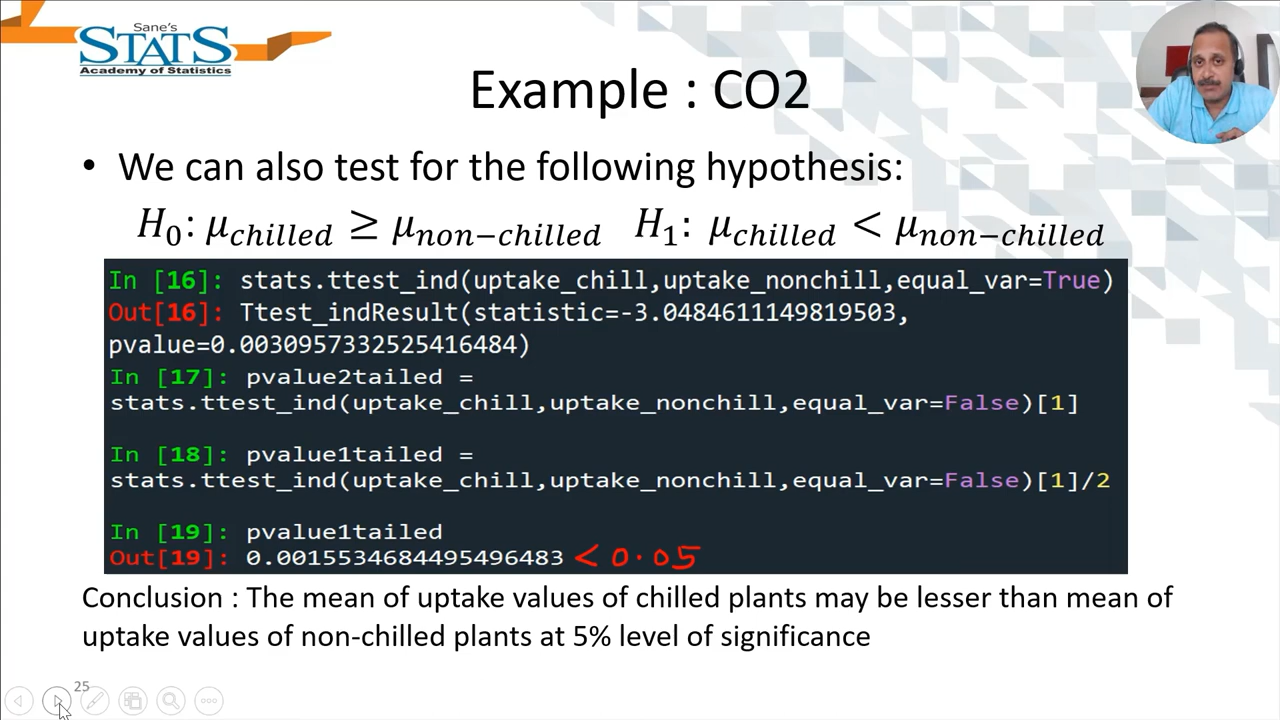 Sane's
STATS
Academy of Statistics
Example : CO2
• We can also test for the following hypothesis:
H₀: μ_chilled ≥ μ_non−chilled H₁: μ_chilled < μ_non−chilled
In [16]: stats.ttest_ind(uptake_chill,uptake_nonchill,equal_var=True)
Out[16]: Ttest_indResult(statistic=-3.0484611149819503,
pvalue=0.0030957332525416484)
In [17]: pvalue2tailed =
stats.ttest_ind(uptake_chill,uptake_nonchill,equal_var=False)[1]
In [18]: pvalue1tailed =
stats.ttest_ind(uptake_chill,uptake_nonchill,equal_var=False)[1]/2
In [19]: pvalue1tailed
Out[19]: 0.0015534684495496483 < 0.05
Conclusion : The mean of uptake values of chilled plants may be lesser than mean of
uptake values of non-chilled plants at 5% level of significance
25